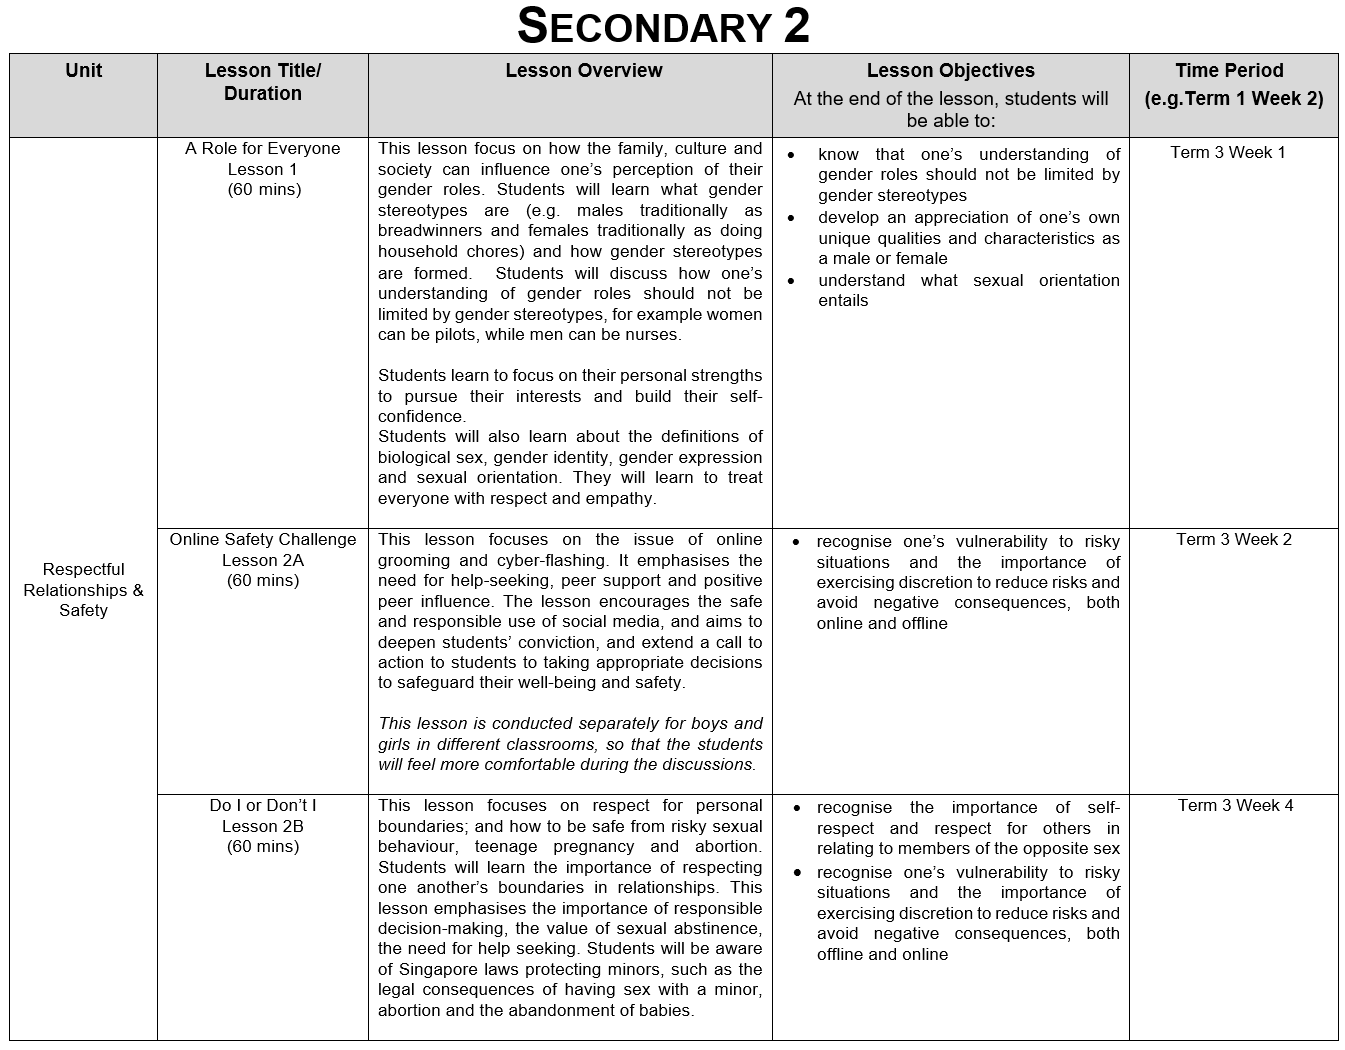 SECONDARY 2
Unit
Lesson Title/
Duration
Lesson Overview
Lesson Objectives
At the end of the lesson, students will
be able to:
Time Period
(e.g.Term 1 Week 2)
Respectful
Relationships &
Safety
A Role for Everyone
Lesson 1
(60 mins)
This lesson focus on how the family, culture and
society can influence one’s perception of their
gender roles. Students will learn what gender
stereotypes are (e.g. males traditionally as
breadwinners and females traditionally as doing
household chores) and how gender stereotypes
are formed. Students will discuss how one’s
understanding of gender roles should not be
limited by gender stereotypes, for example women
can be pilots, while men can be nurses.
Students learn to focus on their personal strengths
to pursue their interests and build their self-
confidence.
Students will also learn about the definitions of
biological sex, gender identity, gender expression
and sexual orientation. They will learn to treat
everyone with respect and empathy.
• know that one’s understanding of
gender roles should not be limited by
gender stereotypes
• develop an appreciation of one’s own
unique qualities and characteristics as
a male or female
• understand what sexual orientation
entails
Term 3 Week 1
Online Safety Challenge
Lesson 2A
(60 mins)
This lesson focuses on the issue of online
grooming and cyber-flashing. It emphasises the
need for help-seeking, peer support and positive
peer influence. The lesson encourages the safe
and responsible use of social media, and aims to
deepen students’ conviction, and extend a call to
action to students to taking appropriate decisions
to safeguard their well-being and safety.
This lesson is conducted separately for boys and
girls in different classrooms, so that the students
will feel more comfortable during the discussions.
• recognise one’s vulnerability to risky
situations and the importance of
exercising discretion to reduce risks and
avoid negative consequences, both
online and offline
Term 3 Week 2
Do I or Don’t I
Lesson 2B
(60 mins)
This lesson focuses on respect for personal
boundaries; and how to be safe from risky sexual
behaviour, teenage pregnancy and abortion.
Students will learn the importance of respecting
one another’s boundaries in relationships. This
lesson emphasises the importance of responsible
decision-making, the value of sexual abstinence,
the need for help seeking. Students will be aware
of Singapore laws protecting minors, such as the
legal consequences of having sex with a minor,
abortion and the abandonment of babies.
• recognise the importance of self-
respect and respect for others in
relating to members of the opposite sex
• recognise one’s vulnerability to risky
situations and the importance of
exercising discretion to reduce risks and
avoid negative consequences, both
offline and online
Term 3 Week 4